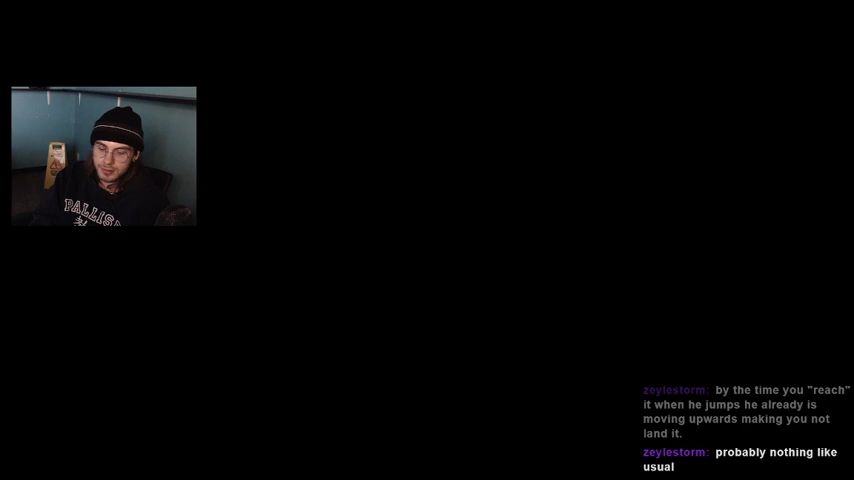 PALLISA
zeylestorm: by the time you "reach"
it when he jumps he already is
moving upwards making you not
land it.
zeylestorm: probably nothing like
usual